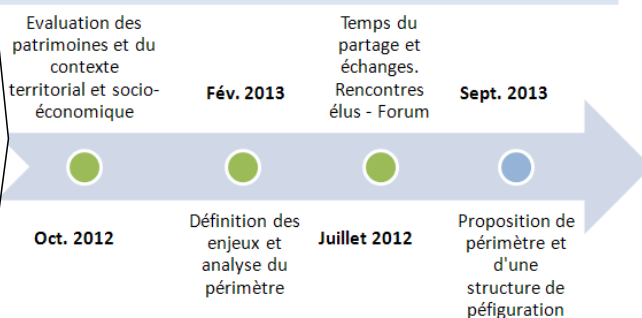 Evaluation des
patrimoines et du
contexte
territorial et socio-
économique
Oct. 2012
Fév. 2013
Définition des
enjeux et
analyse du
périmètre
Temps du
partage et
échanges.
Rencontres
élus - Forum
Juillet 2012
Sept. 2013
Proposition de
périmètre et
d'une
structure de
péfiguration